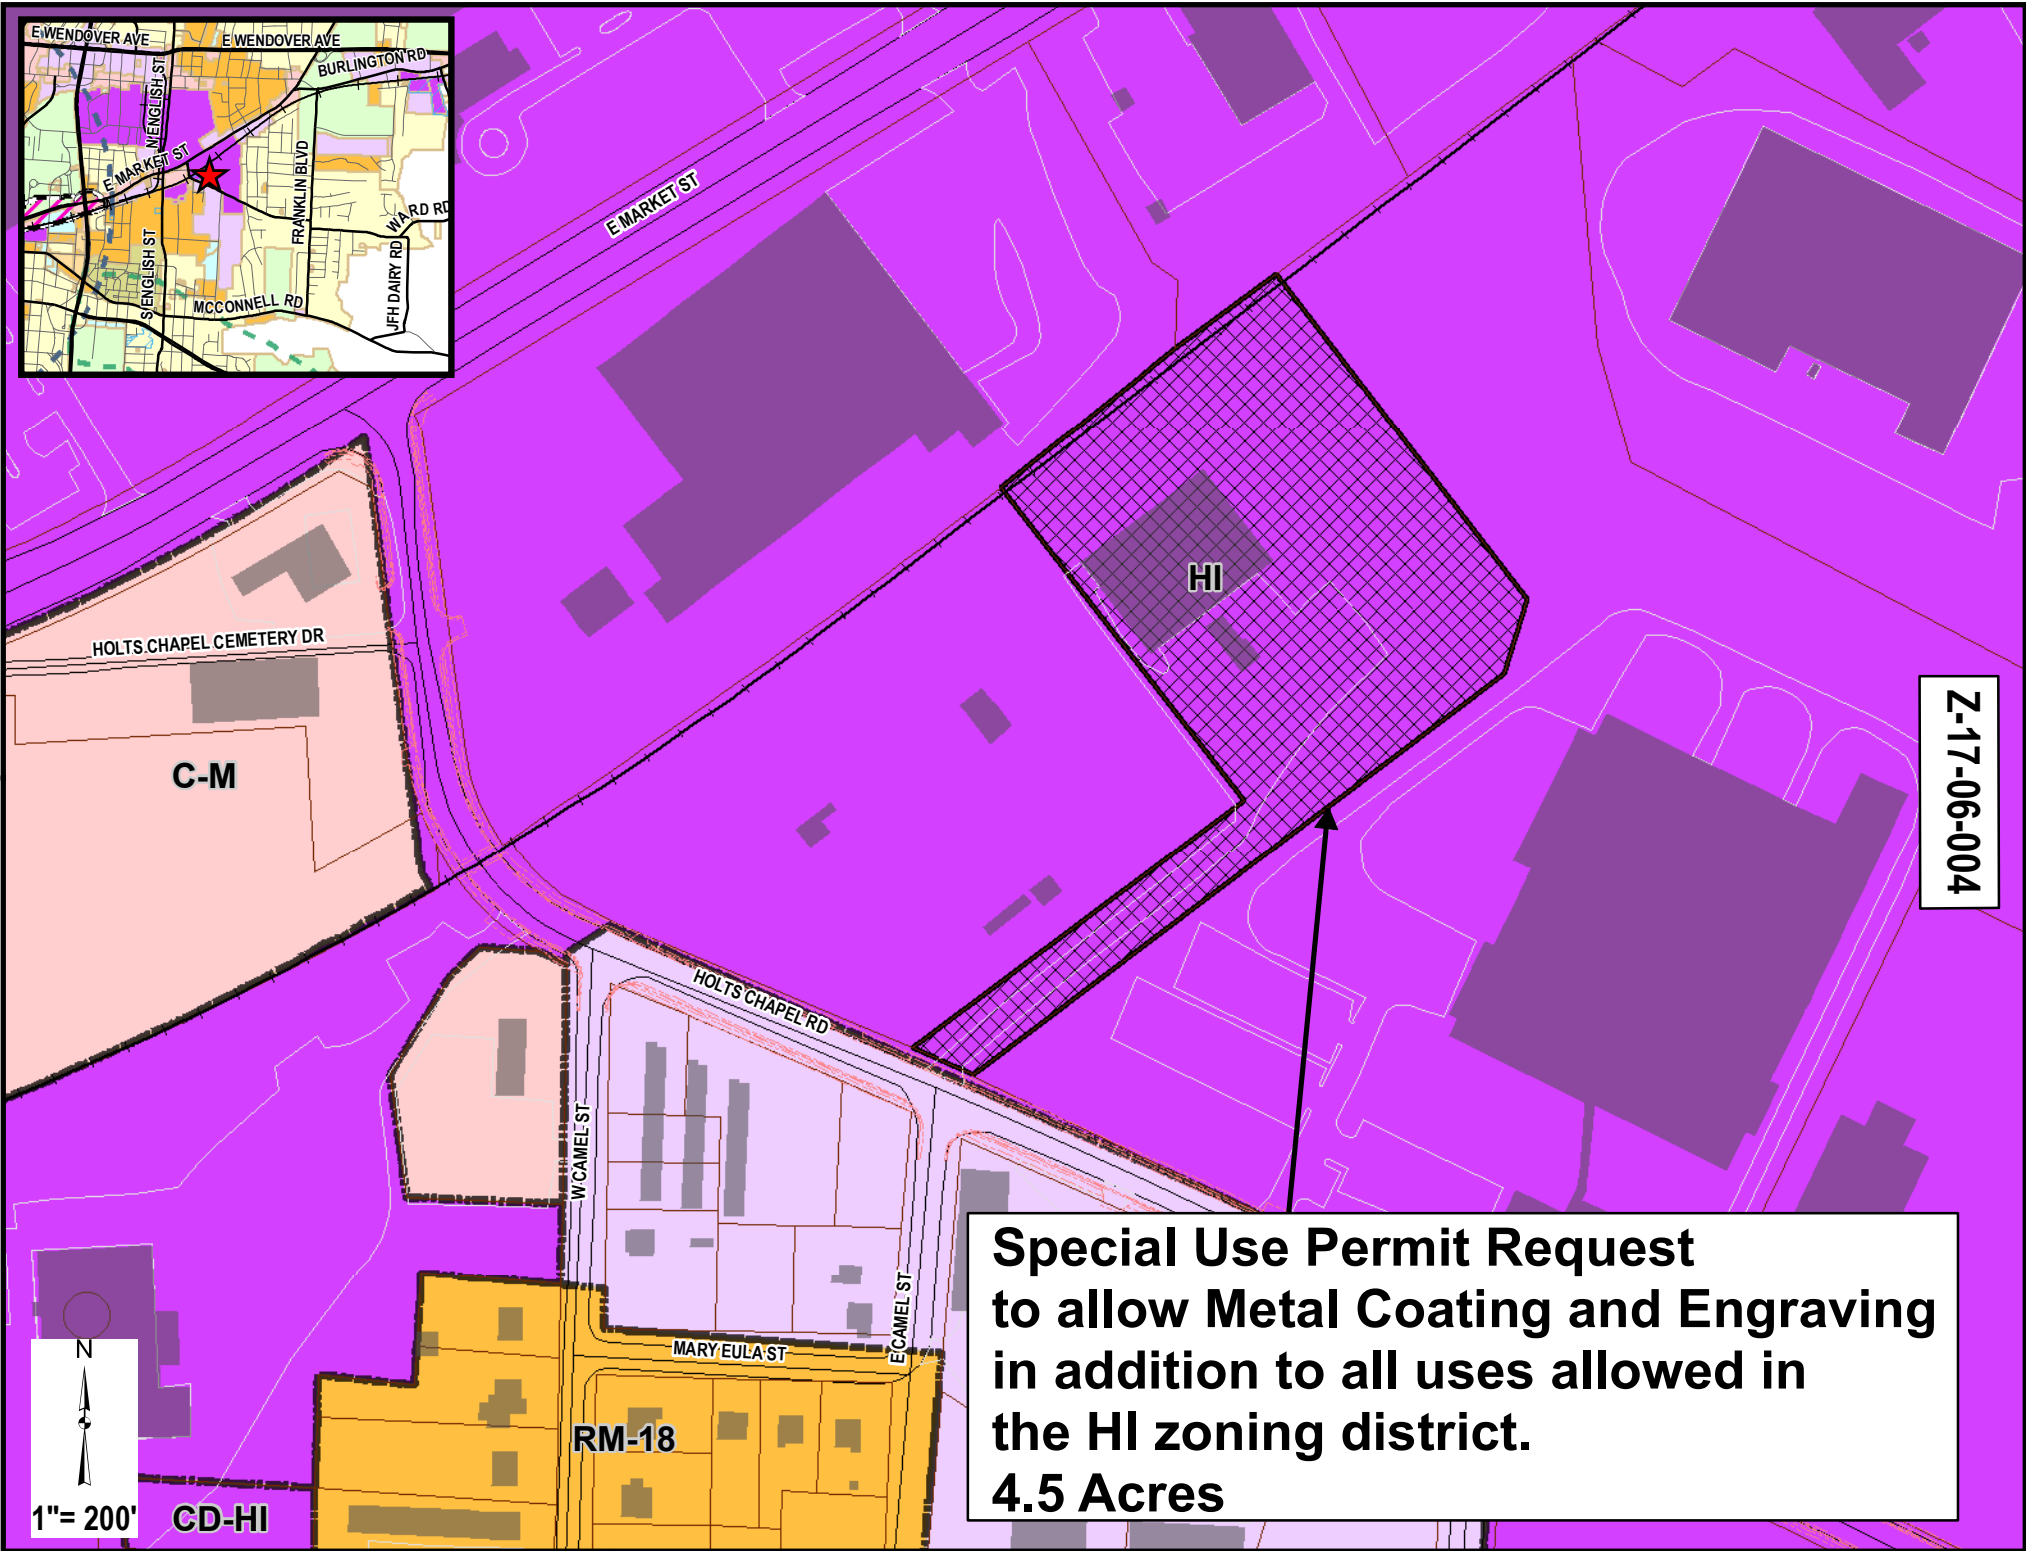 E WENDOVER AVE
E WENDOVER AVE
BURLINGTON RD
N ENGLISH ST
E MARKET ST
FRANKLIN BLVD
WARD RD
S ENGLISH ST
JFH DAIRY RD
MCCONNELL RD
E MARKET ST
HI
HOLTS CHAPEL CEMETERY DR
C-M
Z-17-06-004
HOLTS CHAPEL RD
W CAMEL ST
E CAMEL ST
MARY EULA ST
RM-18
CD-HI
N
1"= 200'
Special Use Permit Request
to allow Metal Coating and Engraving
in addition to all uses allowed in
the HI zoning district.
4.5 Acres